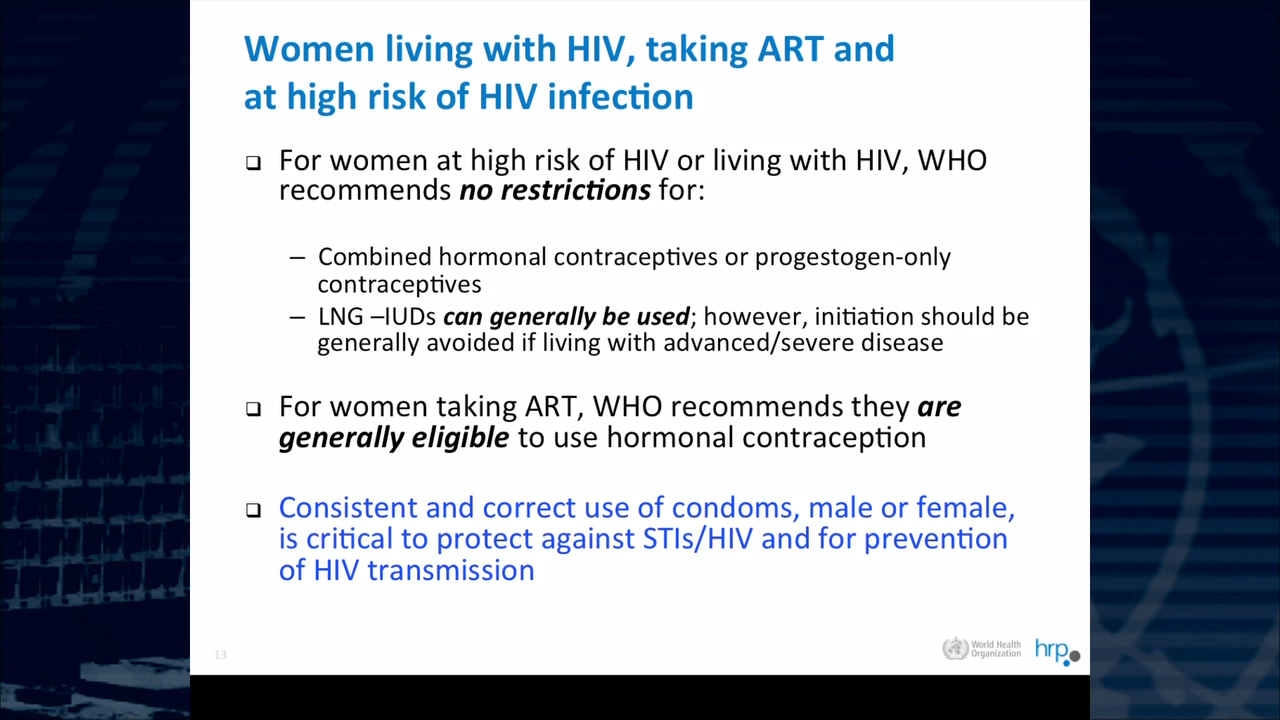 Women living with HIV, taking ART and
at high risk of HIV infection
❑ For women at high risk of HIV or living with HIV, WHO
recommends no restrictions for:
– Combined hormonal contraceptives or progestogen-only
contraceptives
– LNG –IUDs can generally be used; however, initiation should be
generally avoided if living with advanced/severe disease
❑ For women taking ART, WHO recommends they are
generally eligible to use hormonal contraception
❑ Consistent and correct use of condoms, male or female,
is critical to protect against STIs/HIV and for prevention
of HIV transmission
13
World Health
Organization
hrp